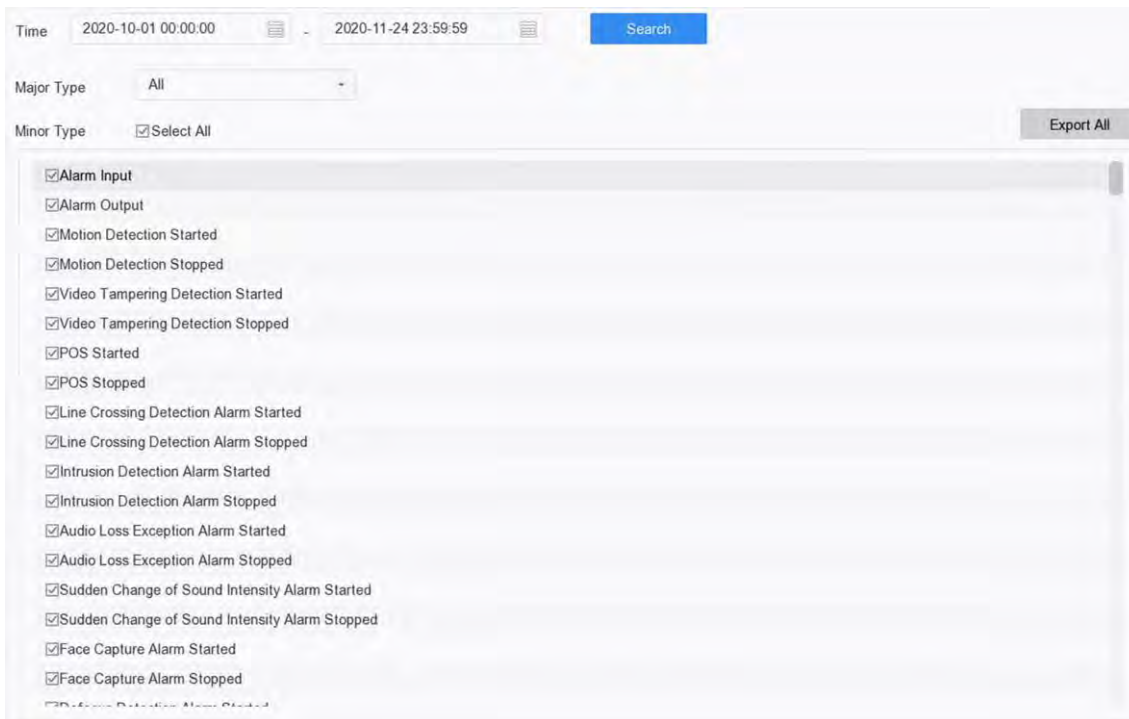 Time 2020-10-01 00:00:00 - 2020-11-24 23:59:59 Search
Major Type All
Minor Type Select All Export All
Alarm Input
Alarm Output
Motion Detection Started
Motion Detection Stopped
Video Tampering Detection Started
Video Tampering Detection Stopped
POS Started
POS Stopped
Line Crossing Detection Alarm Started
Line Crossing Detection Alarm Stopped
Intrusion Detection Alarm Started
Intrusion Detection Alarm Stopped
Audio Loss Exception Alarm Started
Audio Loss Exception Alarm Stopped
Sudden Change of Sound Intensity Alarm Started
Sudden Change of Sound Intensity Alarm Stopped
Face Capture Alarm Started
Face Capture Alarm Stopped
Defocus Detection Alarm Started